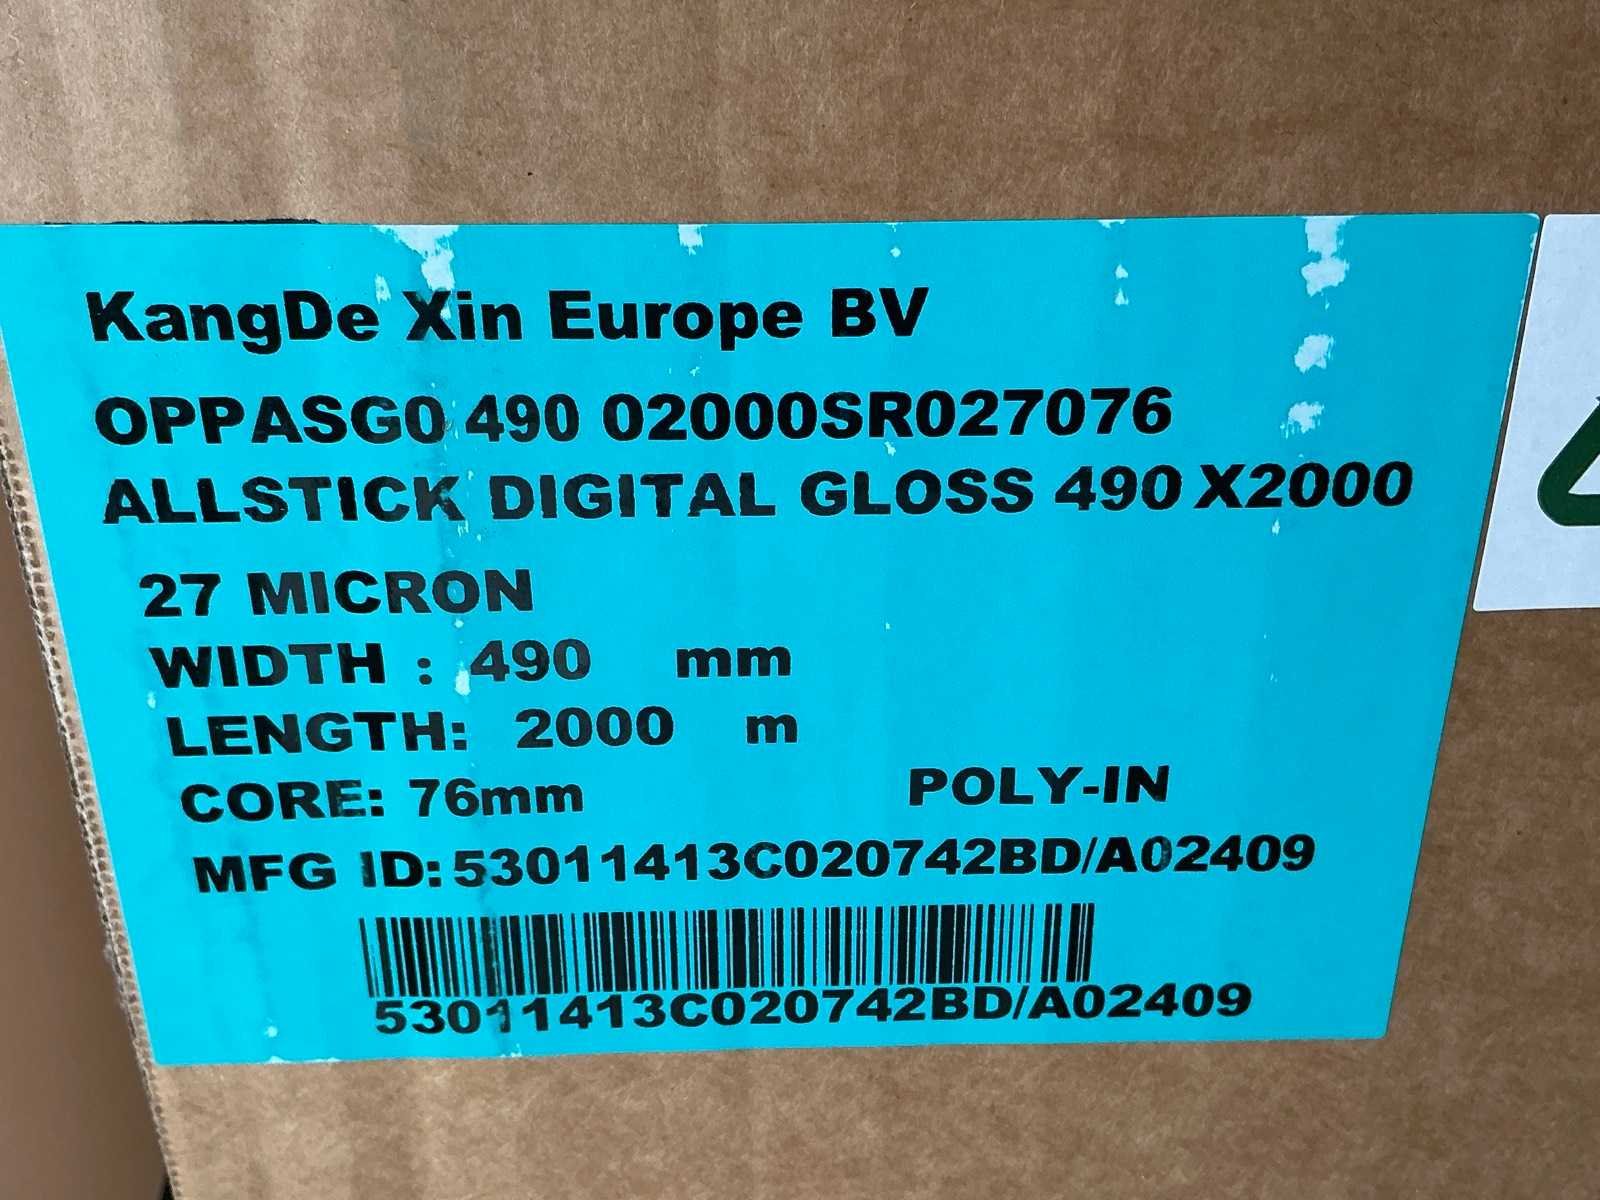 KangDe Xin Europe BV
OPPASG0 490 02000SR027076
ALLSTICK DIGITAL GLOSS 490 X2000
27 MICRON
WIDTH : 490 mm
LENGTH: 2000 m
CORE: 76mm POLY-IN
MFG ID: 53011413C020742BD/A02409
53011413C020742BD/A02409